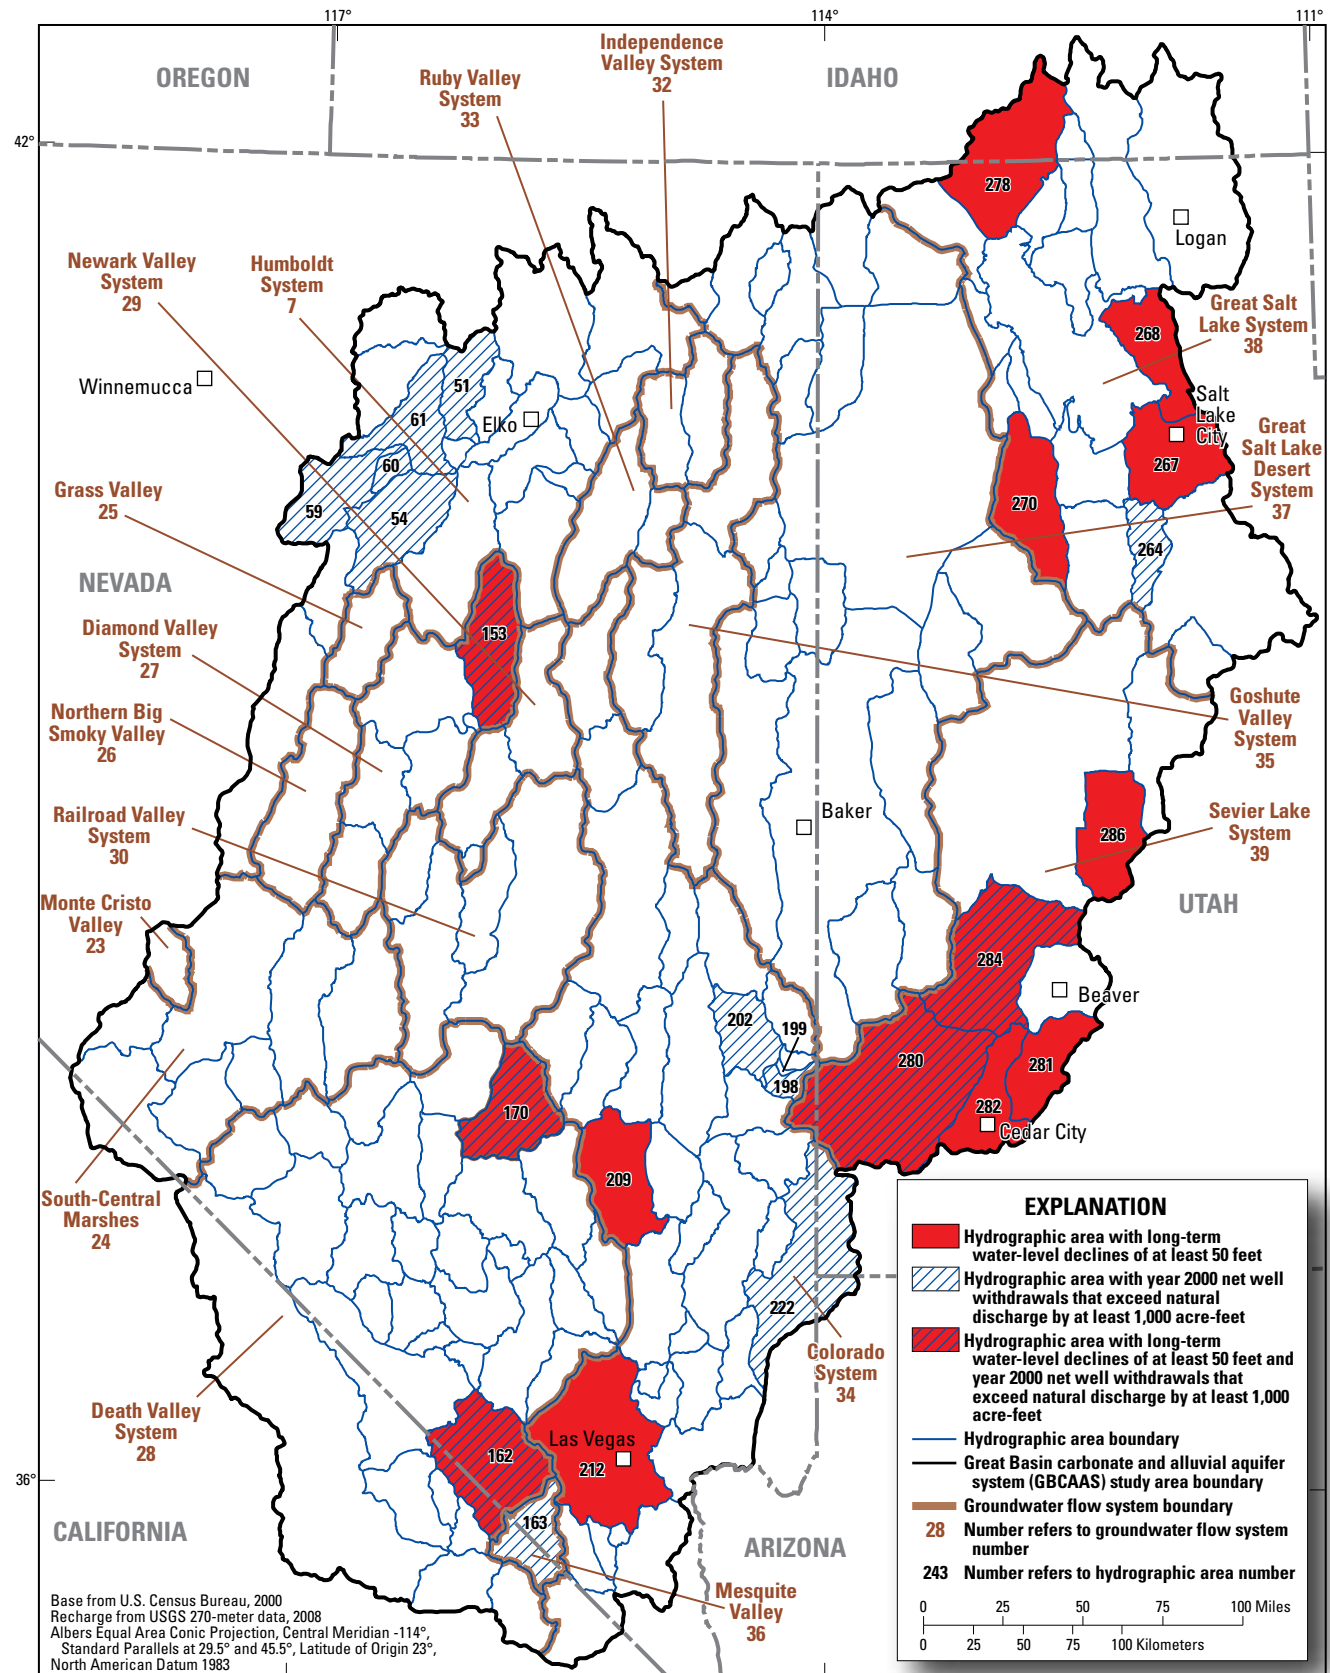 117°
114°
111°
OREGON
IDAHO
Independence
Valley System
32
Ruby Valley
System
33
42°
278
Logan
Newark Valley
System
29
Humboldt
System
7
Great Salt
Lake System
38
268
Winnemucca
51
61
Elko
Salt
Lake
City
Great
Salt Lake
Desert
System
37
60
267
Grass Valley
25
59
54
270
264
NEVADA
Diamond Valley
System
27
153
Northern Big
Smoky Valley
26
Goshute
Valley
System
35
Railroad Valley
System
30
Baker
286
Sevier Lake
System
39
Monte Cristo
Valley
23
UTAH
284
Beaver
202
199
198
280
281
282
Cedar City
170
209
South-Central
Marshes
24
222
Colorado
System
34
Death Valley
System
28
Las Vegas
162
212
36°
163
CALIFORNIA
ARIZONA
Mesquite
Valley
36
EXPLANATION
Hydrographic area with long-term
water-level declines of at least 50 feet
Hydrographic area with year 2000 net well
withdrawals that exceed natural
discharge by at least 1,000 acre-feet
Hydrographic area with long-term
water-level declines of at least 50 feet and
year 2000 net well withdrawals that
exceed natural discharge by at least 1,000
acre-feet
Hydrographic area boundary
Great Basin carbonate and alluvial aquifer
system (GBCAAS) study area boundary
Groundwater flow system boundary
28 Number refers to groundwater flow system
number
243 Number refers to hydrographic area number
0 25 50 75 100 Miles
0 25 50 75 100 Kilometers
Base from U.S. Census Bureau, 2000
Recharge from USGS 270-meter data, 2008
Albers Equal Area Conic Projection, Central Meridian -114°,
Standard Parallels at 29.5° and 45.5°, Latitude of Origin 23°,
North American Datum 1983